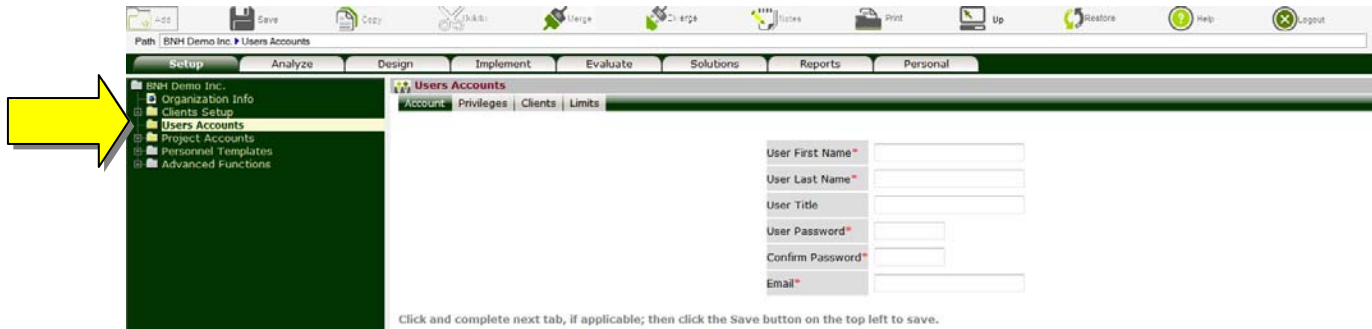 Add Save Copy Merge Notes Print Up Restore Help Logout
Path BNH Demo Inc. Users Accounts
Setup Analyze Design Implement Evaluate Solutions Reports Personal
BNH Demo Inc.
Organization Info
Clients Setup
Users Accounts
Project Accounts
Personnel Templates
Advanced Functions
Users Accounts
Account Privileges Clients Limits
User First Name*
User Last Name*
User Title
User Password*
Confirm Password*
Email*
Click and complete next tab, if applicable; then click the Save button on the top left to save.